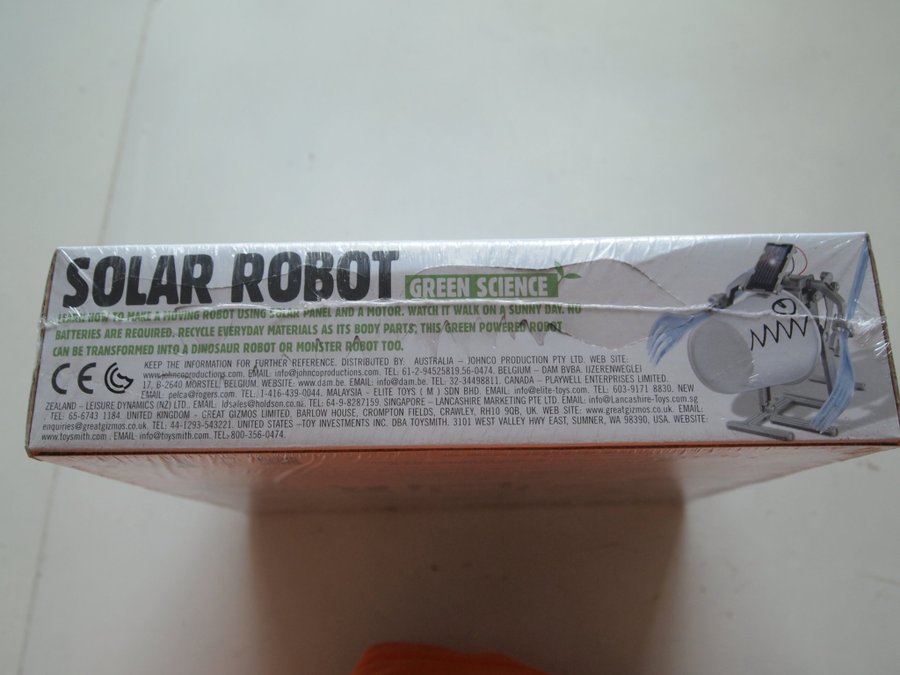 SOLAR ROBOT GREEN SCIENCE
LEARN HOW TO MAKE A MOVING ROBOT USING SOLAR PANEL AND A MOTOR. WATCH IT WALK ON A SUNNY DAY. NO
BATTERIES ARE REQUIRED. RECYCLE EVERYDAY MATERIALS AS ITS BODY PARTS, THIS GREEN POWERED ROBOT
CAN BE TRANSFORMED INTO A DINOSAUR ROBOT OR MONSTER ROBOT TOO.
CE KEEP THE INFORMATION FOR FURTHER REFERENCE. DISTRIBUTED BY: AUSTRALIA – JOHNCO PRODUCTION PTY LTD. WEB SITE:
www.johncoproductions.com, EMAIL: info@johncoproductions.com, TEL: 61-2-94525819.56-0474. BELGIUM – DAM BVBA. IJZERENWEGLEI
17, B-2640 MORSTEL, BELGIUM. WEBSITE: www.dam.be. EMAIL: info@dam.be, TEL: 32-34498811. CANADA – PLAYWELL ENTERPRISES LIMITED.
EMAIL: pelca@rogers.com, TEL:/1-416-439-0044. MALAYSIA - ELITE TOYS ( M ) SDN BHD. EMAIL: info@elite-toys.com, TEL: 603-9171 8830. NEW
ZEALAND – LEISURE DYNAMICS (NZ) LTD., EMAIL: ldsales@holdson.co.nz, TEL: 64-9-8287159. SINGAPORE – LANCASHIRE MARKETING PTE LTD. EMAIL: info@Lancashire-Toys.com.sg
, TEL: 65-6743 1184. UNITED KINGDOM - GREAT GIZMOS LIMITED, BARLOW HOUSE, CROMPTON FIELDS, CRAWLEY, RH10 9QB, UK. WEB SITE: www.greatgizmos.co.uk. EMAIL:
enquiries@greatgizmos.co.uk, TEL: 44-1293-543221. UNITED STATES –TOY INVESTMENTS INC. DBA TOYSMITH, 3101 WEST VALLEY HWY EAST, SUMNER, WA 98390, USA. WEBSITE:
www.toysmith.com . EMAIL: info@toysmith.com, TEL:800-356-0474.